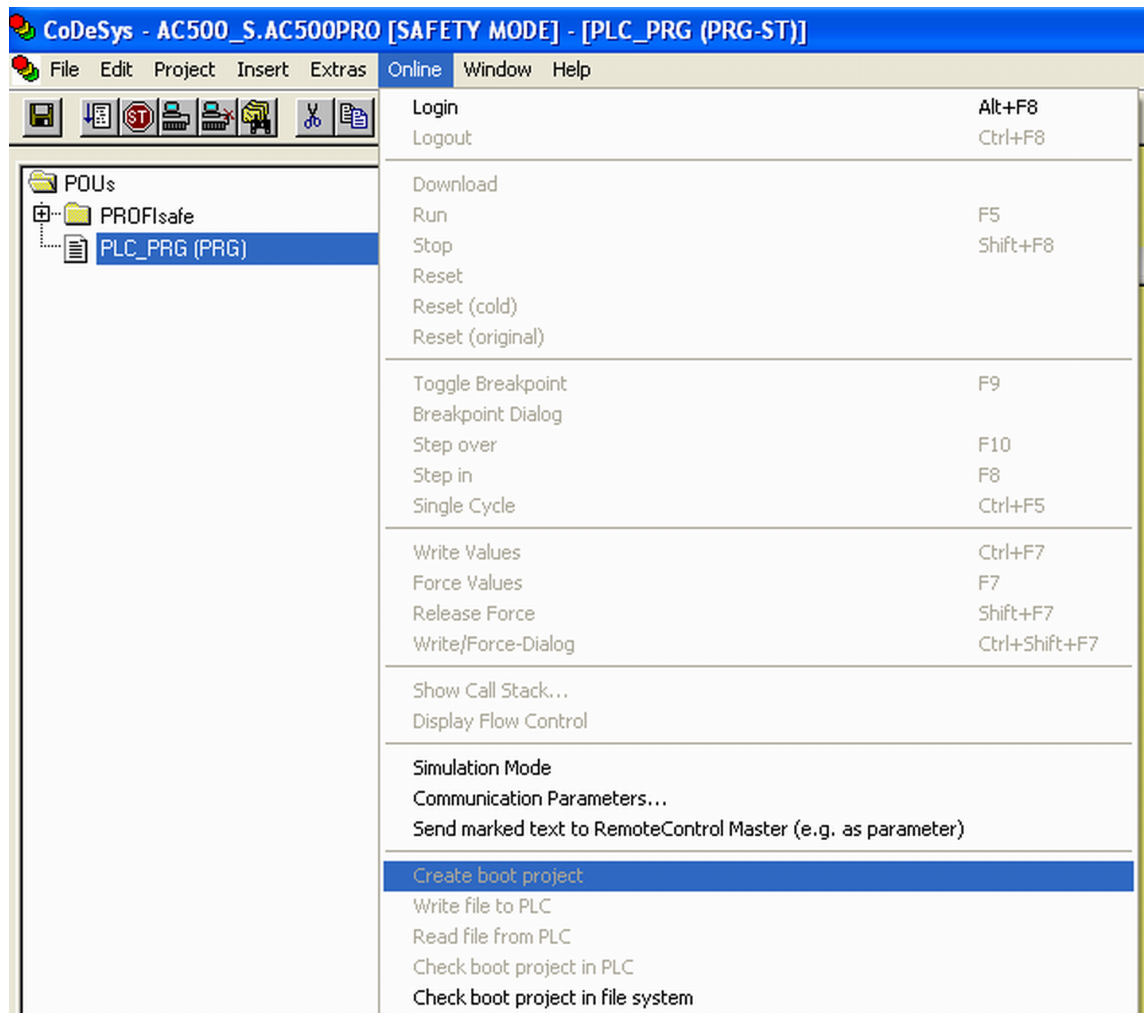 CoDeSys - AC500_S.AC500PRO [SAFETY MODE] - [PLC_PRG (PRG-ST)]
File Edit Project Insert Extras Online Window Help
ST
POUs
PROFIsafe
PLC_PRG (PRG)
Login Alt+F8
Logout Ctrl+F8
Download
Run F5
Stop Shift+F8
Reset
Reset (cold)
Reset (original)
Toggle Breakpoint F9
Breakpoint Dialog
Step over F10
Step in F8
Single Cycle Ctrl+F5
Write Values Ctrl+F7
Force Values F7
Release Force Shift+F7
Write/Force-Dialog Ctrl+Shift+F7
Show Call Stack...
Display Flow Control
Simulation Mode
Communication Parameters...
Send marked text to RemoteControl Master (e.g. as parameter)
Create boot project
Write file to PLC
Read file from PLC
Check boot project in PLC
Check boot project in file system